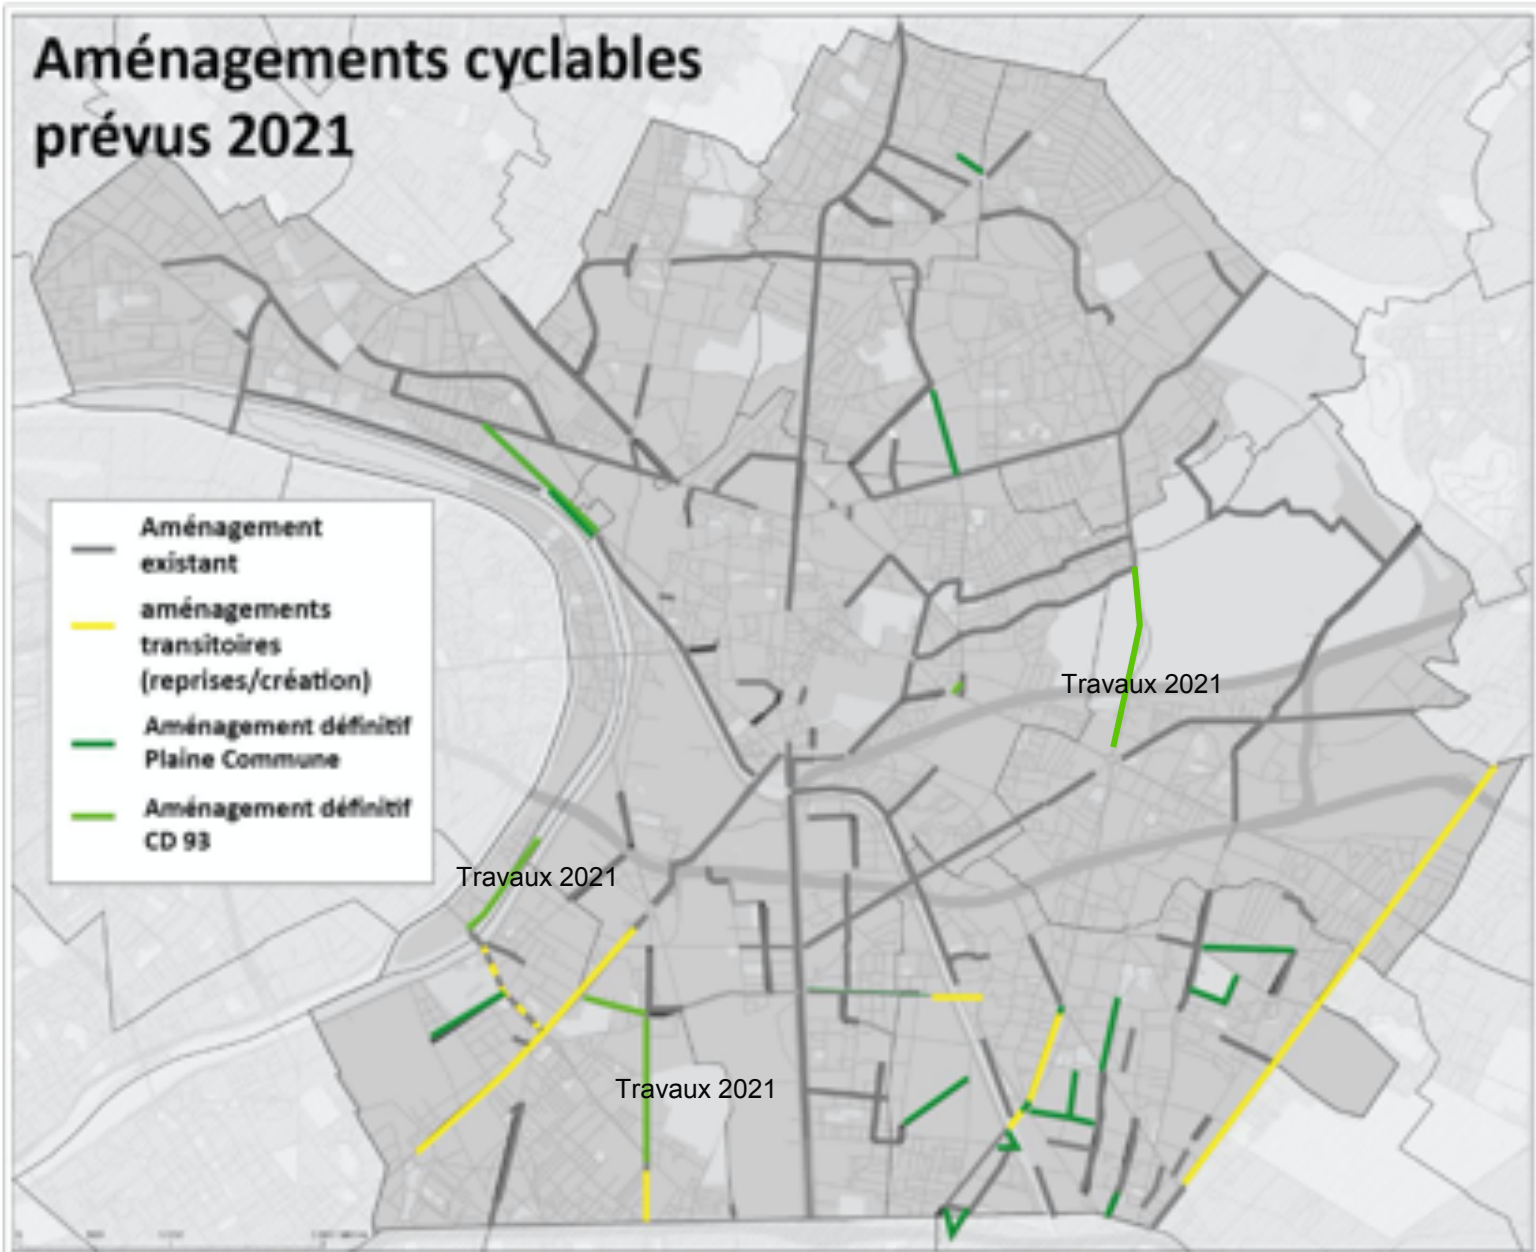 Aménagements cyclables
prévus 2021
Aménagement
existant
aménagements
transitoires
(reprises/création)
Aménagement définitif
Plaine Commune
Aménagement définitif
CD 93
Travaux 2021
Travaux 2021
Travaux 2021